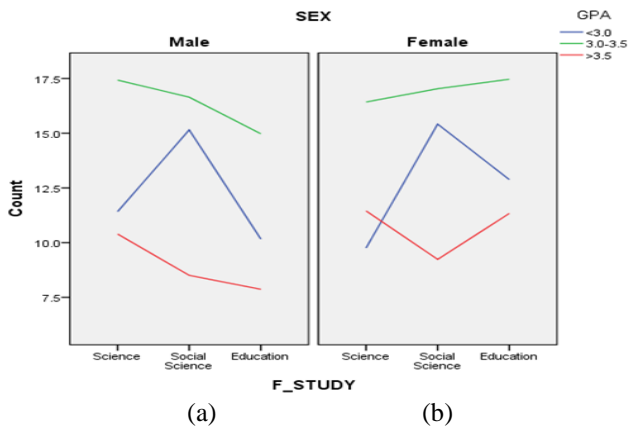 SEX
GPA
<3.0
3.0-3.5
>3.5
Male
Female
17.5
15.0
12.5
10.0
7.5
Count
Science
Social
Science
Education
Science
Social
Science
Education
F_STUDY
(a)
(b)